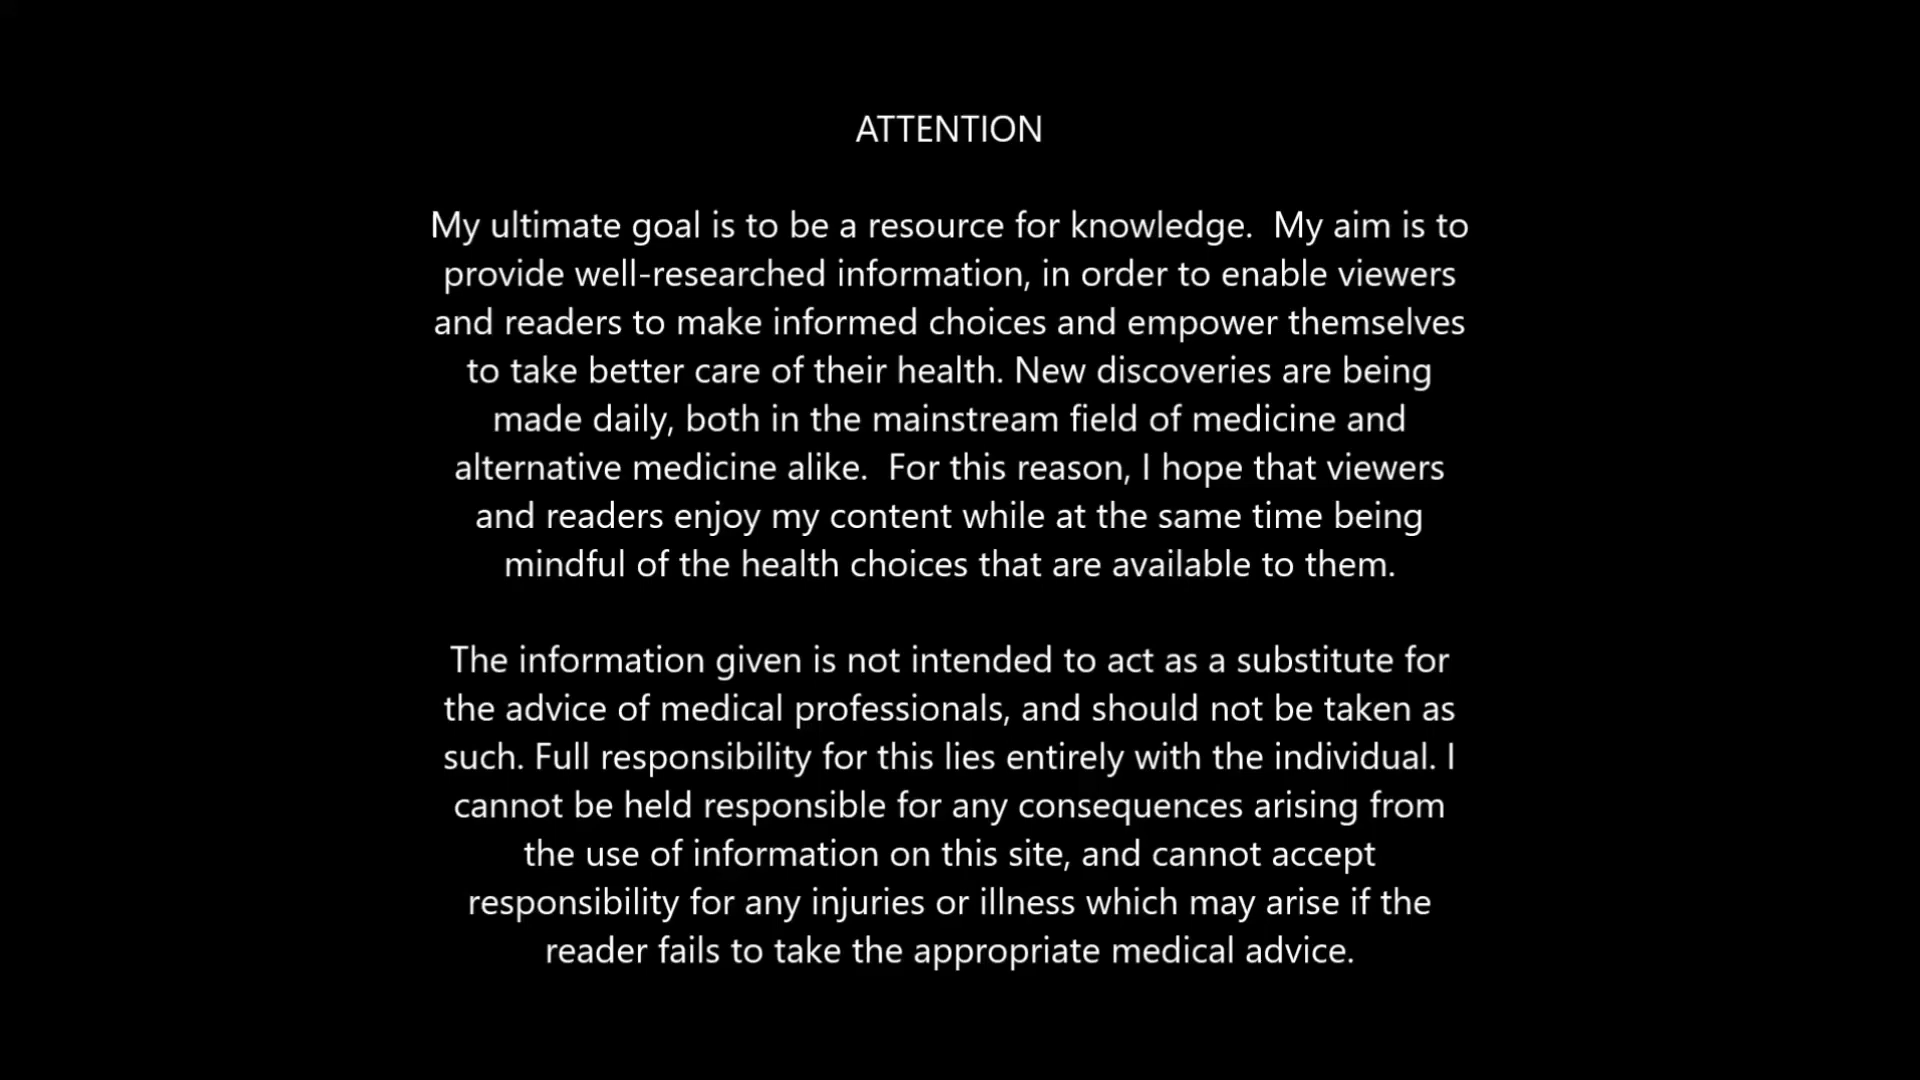 ATTENTION
My ultimate goal is to be a resource for knowledge.  My aim is to
provide well-researched information, in order to enable viewers
and readers to make informed choices and empower themselves
to take better care of their health. New discoveries are being
made daily, both in the mainstream field of medicine and
alternative medicine alike.  For this reason, I hope that viewers
and readers enjoy my content while at the same time being
mindful of the health choices that are available to them.
The information given is not intended to act as a substitute for
the advice of medical professionals, and should not be taken as
such. Full responsibility for this lies entirely with the individual. I
cannot be held responsible for any consequences arising from
the use of information on this site, and cannot accept
responsibility for any injuries or illness which may arise if the
reader fails to take the appropriate medical advice.